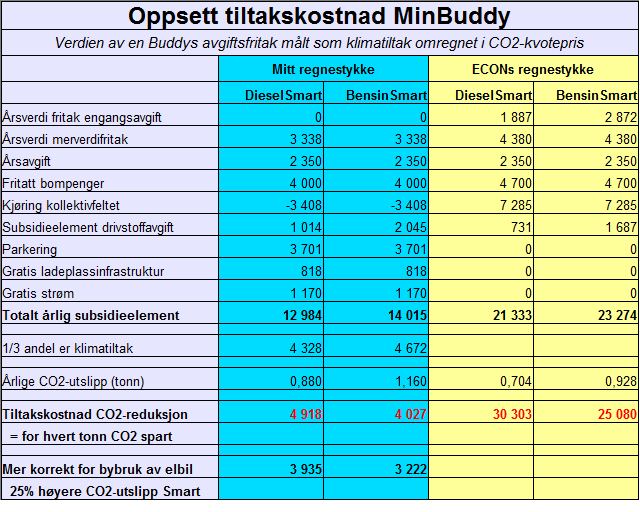 Oppsett tiltakskostnad MinBuddy
Verdien av en Buddys avgiftsfritak målt som klimatiltak omregnet i CO2-kvotepris
Mitt regnestykke ECONs regnestykke
DieselSmart BensinSmart DieselSmart BensinSmart
Årsverdi fritak engangsavgift 0 0 1 887 2 872
Årsverdi merverdifritak 3 338 3 338 4 380 4 380
Årsavgift 2 350 2 350 2 350 2 350
Fritatt bompenger 4 000 4 000 4 700 4 700
Kjøring kollektivfeltet -3 408 -3 408 7 285 7 285
Subsidieelement drivstoffavgift 1 014 2 045 731 1 687
Parkering 3 701 3 701 0 0
Gratis ladeplassinfrastruktur 818 818 0 0
Gratis strøm 1 170 1 170 0 0
Totalt årlig subsidieelement 12 984 14 015 21 333 23 274
1/3 andel er klimatiltak 4 328 4 672
Årlige CO2-utslipp (tonn) 0,880 1,160 0,704 0,928
Tiltakskostnad CO2-reduksjon 4 918 4 027 30 303 25 080
= for hvert tonn CO2 spart
Mer korrekt for bybruk av elbil 3 935 3 222
25% høyere CO2-utslipp Smart